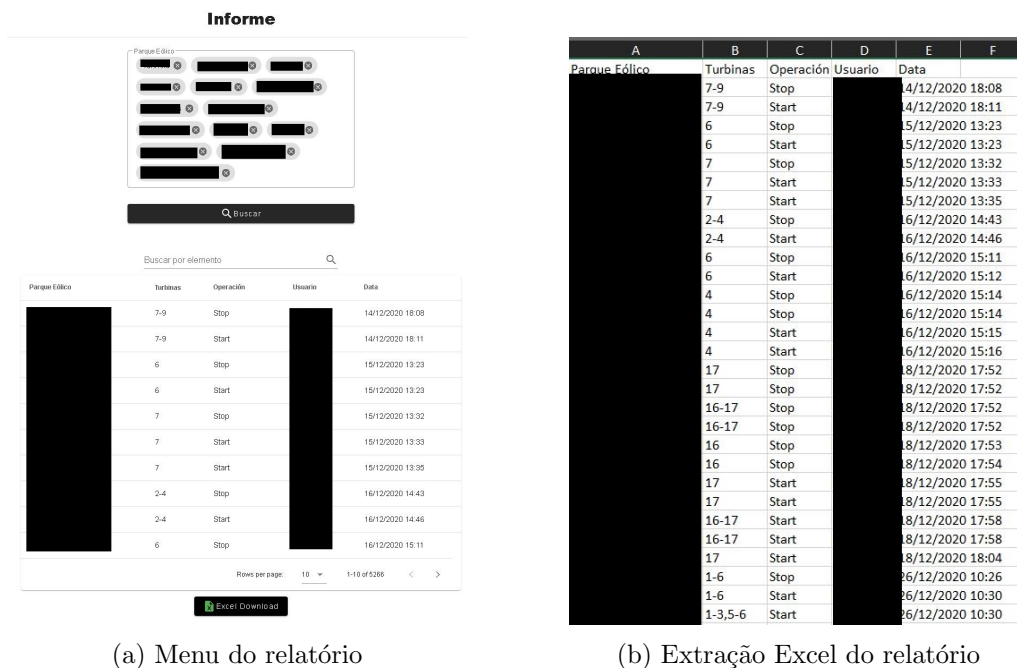 Informe
Parque Eólico
Buscar
Buscar por elemento
Parque Eólico Turbinas Operación Usuario Data
7-9 Stop 14/12/2020 18:08
7-9 Start 14/12/2020 18:11
6 Stop 15/12/2020 13:23
6 Start 15/12/2020 13:23
7 Stop 15/12/2020 13:32
7 Start 15/12/2020 13:33
7 Start 15/12/2020 13:35
2-4 Stop 16/12/2020 14:43
2-4 Start 16/12/2020 14:46
6 Stop 16/12/2020 15:11
Rows per page: 10 1-10 of 5266
Excel Download
(a) Menu do relatório
A B C D E F
Parque Eólico Turbinas Operación Usuario Data
7-9 Stop 14/12/2020 18:08
7-9 Start 14/12/2020 18:11
6 Stop 15/12/2020 13:23
6 Start 15/12/2020 13:23
7 Stop 15/12/2020 13:32
7 Start 15/12/2020 13:33
7 Start 15/12/2020 13:35
2-4 Stop 16/12/2020 14:43
2-4 Start 16/12/2020 14:46
6 Stop 16/12/2020 15:11
6 Start 16/12/2020 15:12
4 Stop 16/12/2020 15:14
4 Stop 16/12/2020 15:14
4 Start 16/12/2020 15:15
4 Start 16/12/2020 15:16
17 Stop 18/12/2020 17:52
17 Stop 18/12/2020 17:52
16-17 Stop 18/12/2020 17:52
16-17 Stop 18/12/2020 17:52
16 Stop 18/12/2020 17:53
16 Stop 18/12/2020 17:54
17 Start 18/12/2020 17:55
17 Start 18/12/2020 17:55
16-17 Start 18/12/2020 17:58
16-17 Start 18/12/2020 17:58
17 Start 18/12/2020 18:04
1-6 Stop 26/12/2020 10:26
1-6 Start 26/12/2020 10:30
1-3,5-6 Start 26/12/2020 10:30
(b) Extração Excel do relatório